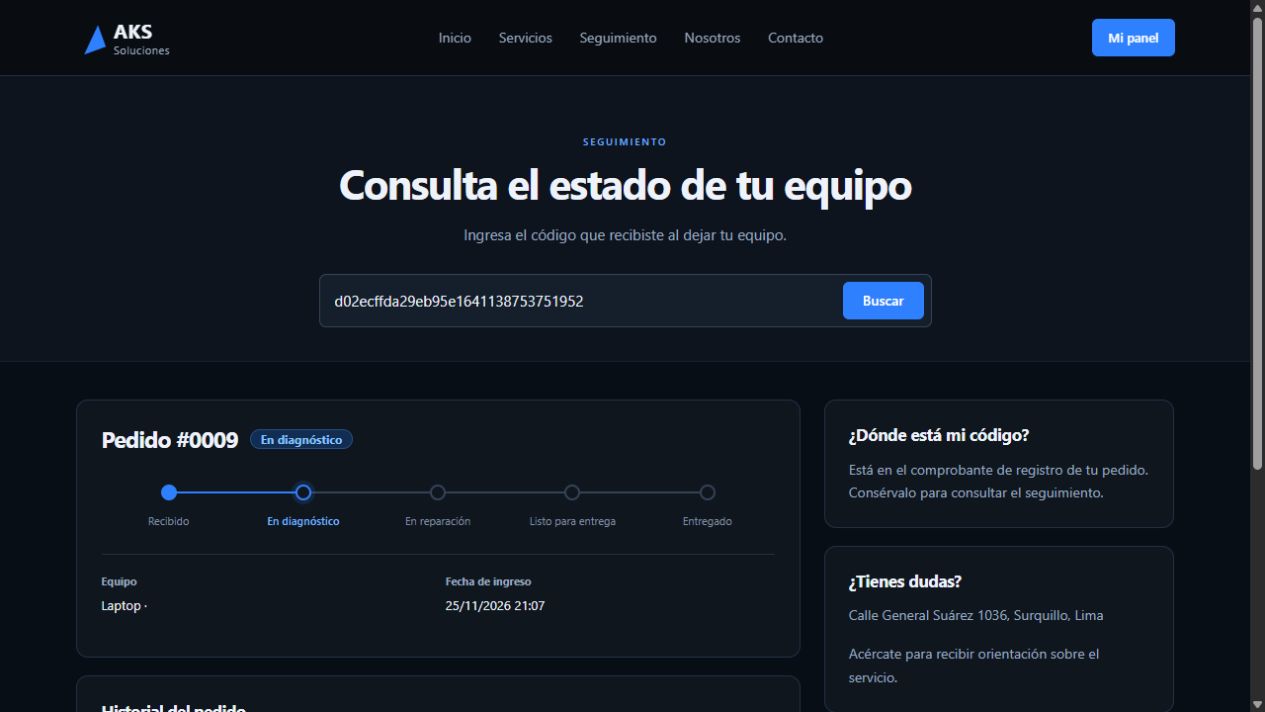 AKS
Soluciones
Inicio
Servicios
Seguimiento
Nosotros
Contacto
Mi panel
SEGUIMIENTO
Consulta el estado de tu equipo
Ingresa el código que recibiste al dejar tu equipo.
d02ecffda29eb95e1641138753751952
Buscar
Pedido #0009
En diagnóstico
Recibido
En diagnóstico
En reparación
Listo para entrega
Entregado
Equipo
Laptop ·
Fecha de ingreso
25/11/2026 21:07
Historial del pedido
¿Dónde está mi código?
Está en el comprobante de registro de tu pedido.
Consérvalo para consultar el seguimiento.
¿Tienes dudas?
Calle General Suárez 1036, Surquillo, Lima
Acércate para recibir orientación sobre el
servicio.